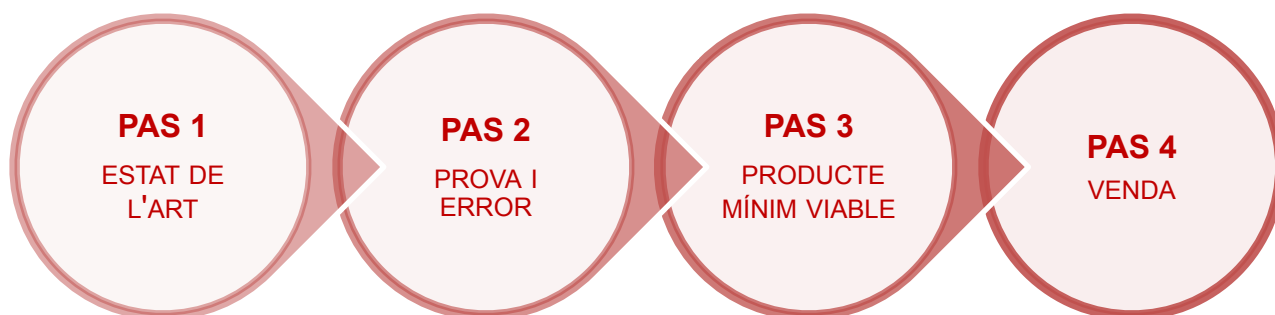 PAS 1
ESTAT DE
L'ART
PAS 2
PROVA I
ERROR
PAS 3
PRODUCTE
MÍNIM VIABLE
PAS 4
VENDA